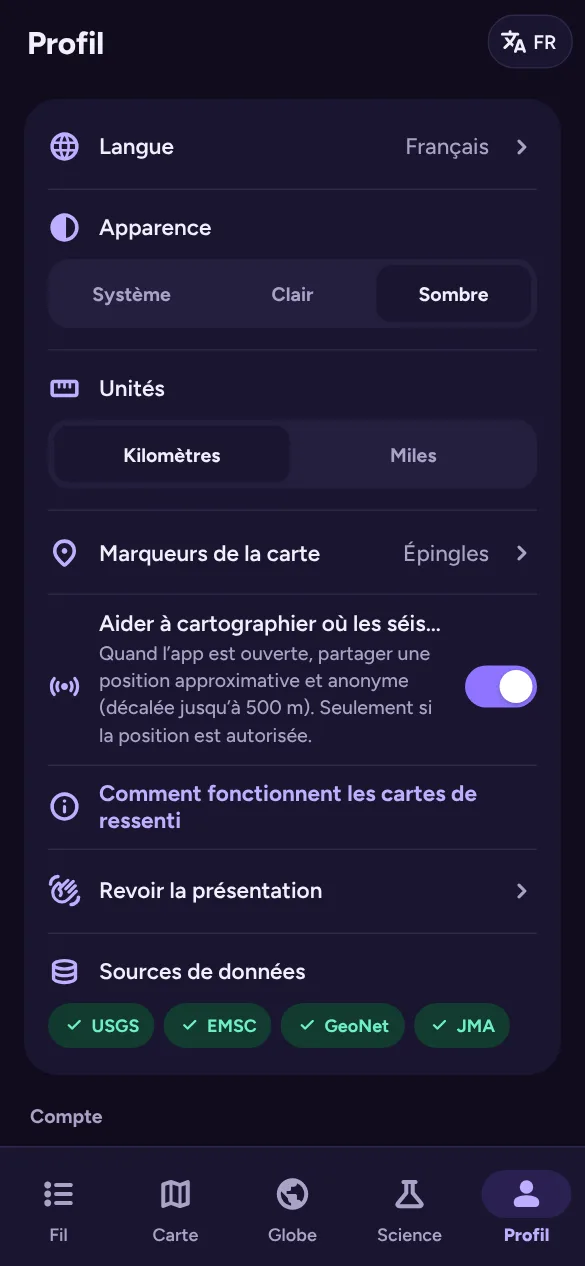 Profil
FR
Langue
Français
Apparence
Système
Clair
Sombre
Unités
Kilomètres
Miles
Marqueurs de la carte
Épingles
Aider à cartographier où les séis...
Quand l’app est ouverte, partager une
position approximative et anonyme
(décalée jusqu’à 500 m). Seulement si
la position est autorisée.
Comment fonctionnent les cartes de
ressenti
Revoir la présentation
Sources de données
USGS
EMSC
GeoNet
JMA
Compte
Fil
Carte
Globe
Science
Profil